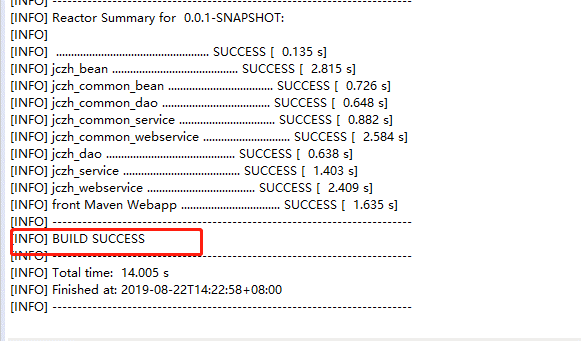 [INFO] ------------------------------------------------------------------------
[INFO] Reactor Summary for  0.0.1-SNAPSHOT:
[INFO]
[INFO]  ................................................... SUCCESS [  0.135 s]
[INFO] jczh_bean .......................................... SUCCESS [  2.815 s]
[INFO] jczh_common_bean ................................... SUCCESS [  0.726 s]
[INFO] jczh_common_dao .................................... SUCCESS [  0.648 s]
[INFO] jczh_common_service ................................ SUCCESS [  0.882 s]
[INFO] jczh_common_webservice ............................. SUCCESS [  2.584 s]
[INFO] jczh_dao ........................................... SUCCESS [  0.638 s]
[INFO] jczh_service ....................................... SUCCESS [  1.403 s]
[INFO] jczh_webservice .................................... SUCCESS [  2.409 s]
[INFO] front Maven Webapp ................................. SUCCESS [  1.635 s]
[INFO] ------------------------------------------------------------------------
[INFO] BUILD SUCCESS
[INFO] ------------------------------------------------------------------------
[INFO] Total time:  14.005 s
[INFO] Finished at: 2019-08-22T14:22:58+08:00
[INFO] ------------------------------------------------------------------------